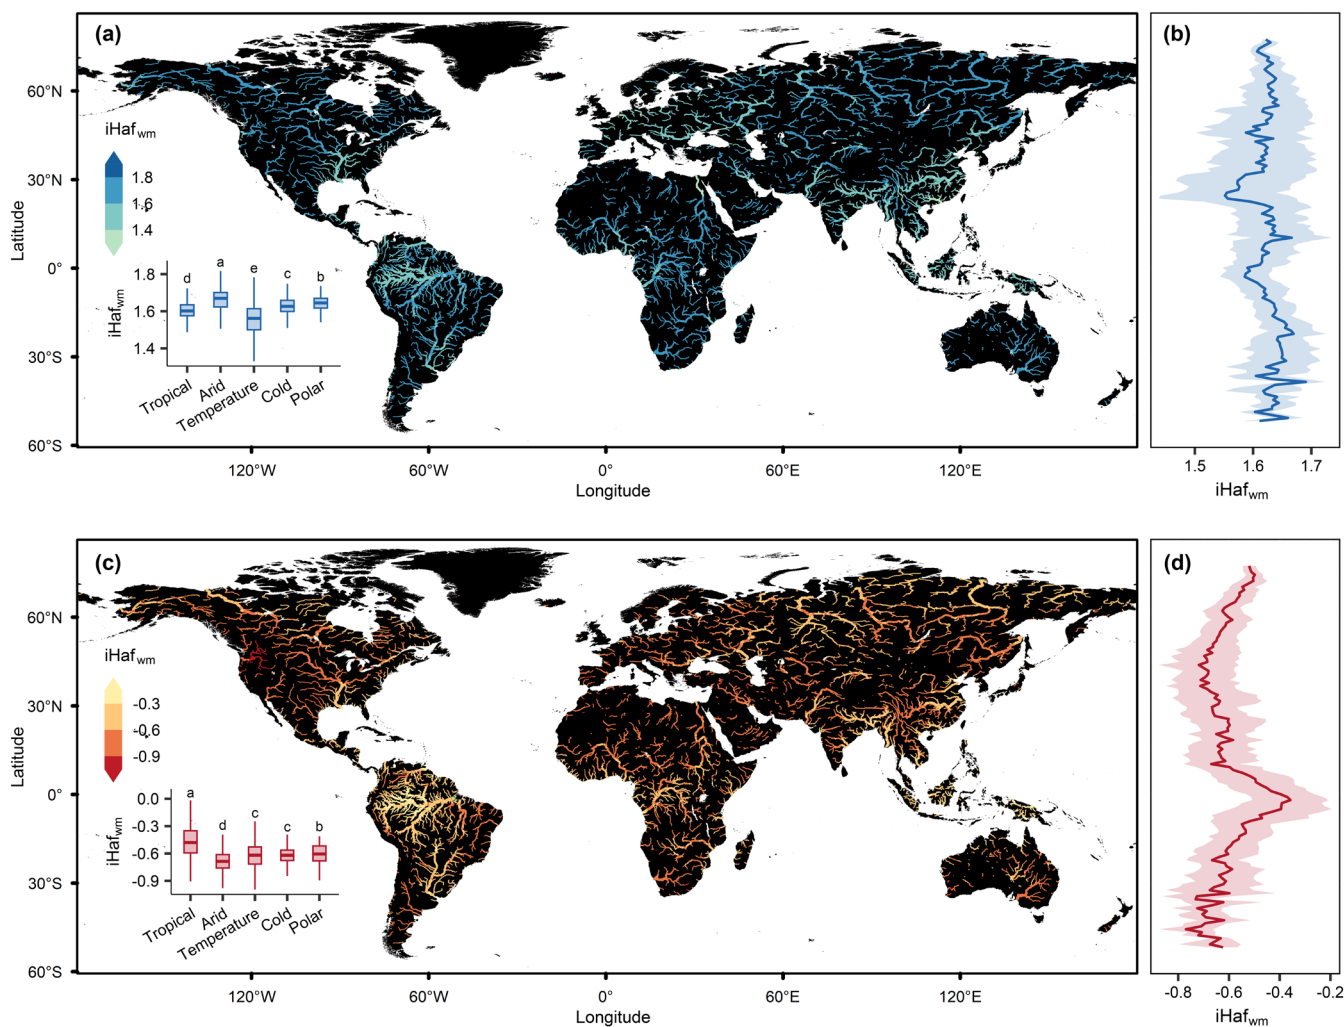 (a)
60°N
30°N
0°
30°S
60°S
Latitude
iHaf_wm
1.8
1.6
1.4
iHaf_wm
1.8
1.6
1.4
d
a
e
c
b
Tropical
Arid
Temperature
Cold
Polar
120°W
60°W
0°
60°E
120°E
Longitude
(b)
1.5
1.6
1.7
iHaf_wm
(c)
60°N
30°N
0°
30°S
60°S
Latitude
iHaf_wm
-0.3
-0.6
-0.9
iHaf_wm
0.0
-0.3
-0.6
-0.9
a
d
c
c
b
Tropical
Arid
Temperature
Cold
Polar
120°W
60°W
0°
60°E
120°E
Longitude
(d)
-0.8
-0.6
-0.4
-0.2
iHaf_wm